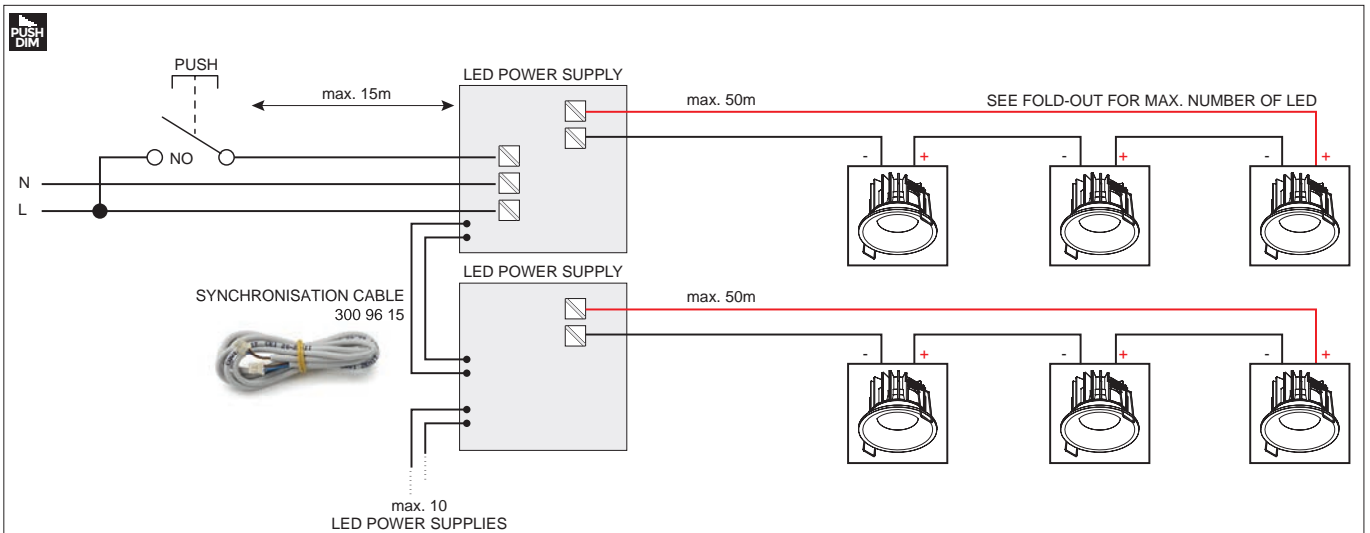 PUSH
DIM
PUSH
max. 15m
LED POWER SUPPLY
max. 50m
SEE FOLD-OUT FOR MAX. NUMBER OF LED
NO
- + - + - +
N
L
LED POWER SUPPLY
SYNCHRONISATION CABLE
300 96 15
max. 50m
- + - + - +
max. 10
LED POWER SUPPLIES